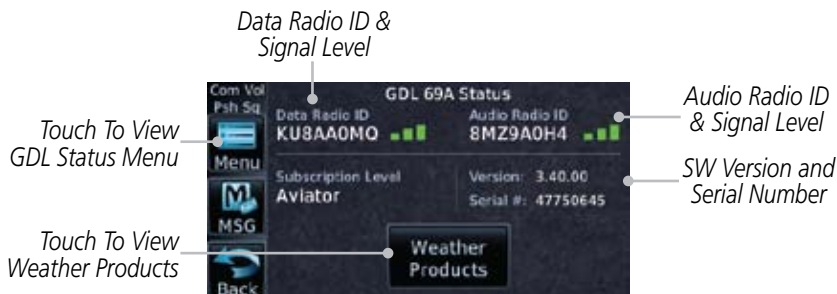 Data Radio ID &
Signal Level
Com Vol
Psh Sq
GDL 69A Status
Data Radio ID
KU8AA0MQ
Audio Radio ID
8MZ9A0H4
Audio Radio ID
& Signal Level
Touch To View
GDL Status Menu
Menu
Subscription Level
Aviator
Version: 3.40.00
Serial #: 47750645
SW Version and
Serial Number
MSG
Touch To View
Weather Products
Weather
Products
Back